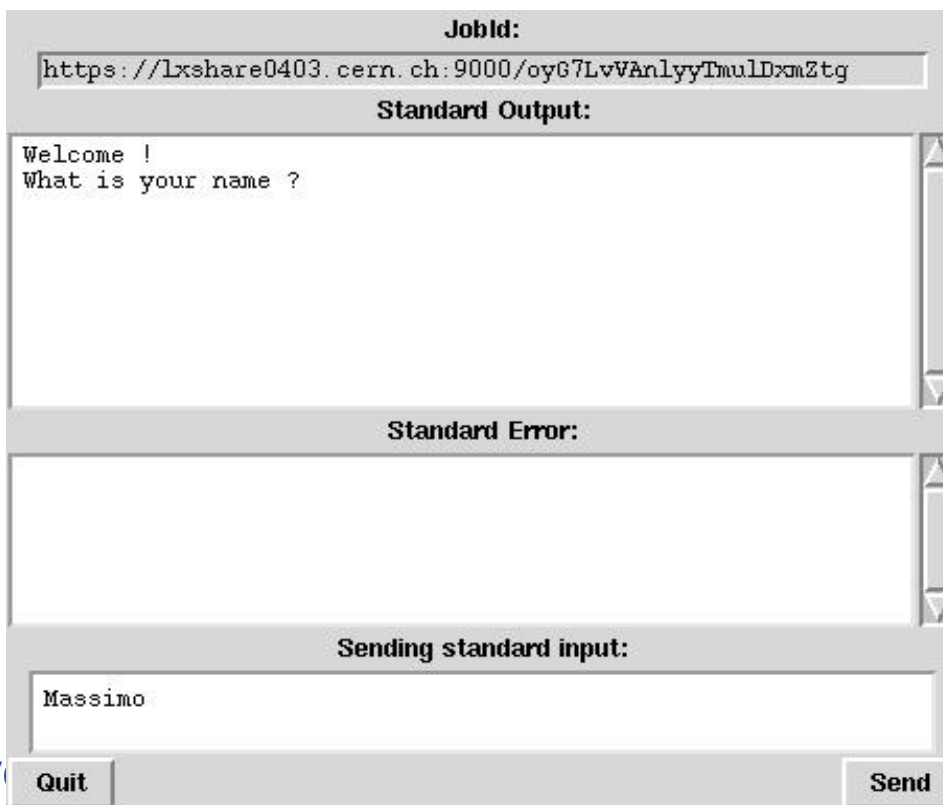 JobId:
https://lxshare0403.cern.ch:9000/oyG7LvVAnlyyTmulDxmZtg
Standard Output:
Welcome !
What is your name ?
Standard Error:
Sending standard input:
Massimo
Quit
Send